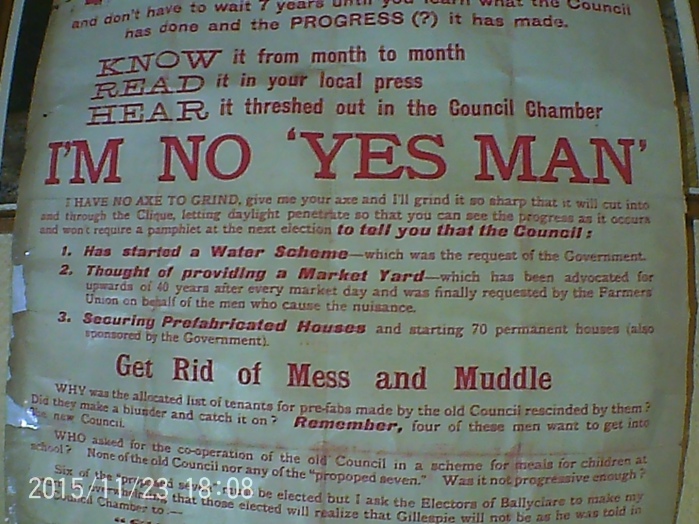 and don't have to wait 7 years until you learn what the Council
has done and the PROGRESS (?) it has made.
KNOW it from month to month
READ it in your local press
HEAR it threshed out in the Council Chamber
I'M NO 'YES MAN'
I HAVE NO AXE TO GRIND, give me your axe and I'll grind it so sharp that it will cut into
and through the Clique, letting daylight penetrate so that you can see the progress as it occurs
and won't require a pamphlet at the next election to tell you that the Council :
1. Has started a Water Scheme—which was the request of the Government.
2. Thought of providing a Market Yard—which has been advocated for
upwards of 40 years after every market day and was finally requested by the Farmers'
Union on behalf of the men who cause the nuisance.
3. Securing Prefabricated Houses and starting 70 permanent houses (also
sponsored by the Government).
Get Rid of Mess and Muddle
WHY was the allocated list of tenants for pre-fabs made by the old Council rescinded by them?
Did they make a blunder and catch it on? Remember, four of these men want to get into
the new Council.
WHO asked for the co-operation of the old Council in a scheme for meals for children at
school? None of the old Council nor any of the "propoped seven." Was it not progressive enough?
Six of the be elected but I ask the Electors of Ballyclare to make my
Council Chamber to :— that those elected will realize that Gillespie will not be as he was told in
2015/11/23 18:08